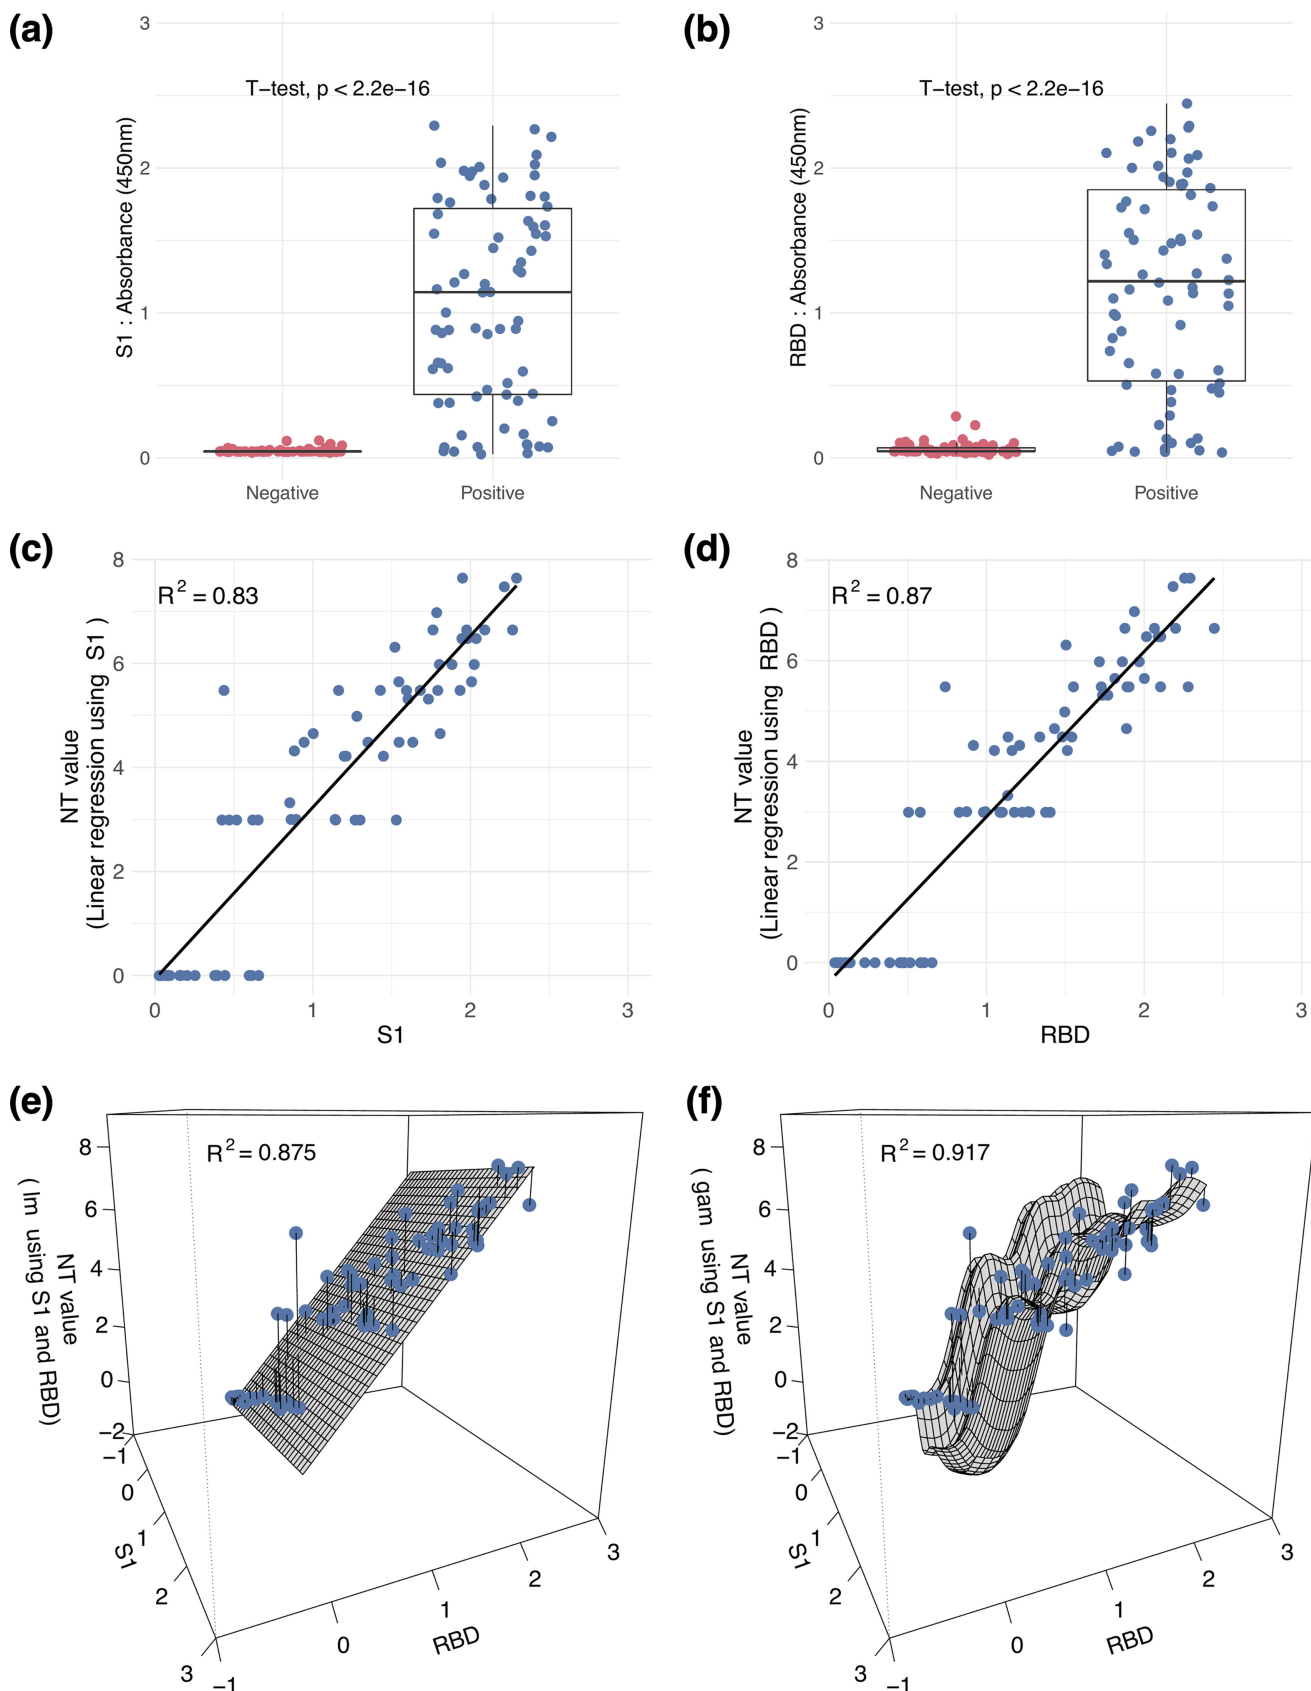 (a)
3
2
1
0
S1 : Absorbance (450nm)
T−test, p < 2.2e−16
Negative
Positive
(b)
3
2
1
0
RBD : Absorbance (450nm)
T−test, p < 2.2e−16
Negative
Positive
(c)
8
6
4
2
0
NT value
(Linear regression using S1 )
R² = 0.83
0
1
2
3
S1
(d)
8
6
4
2
0
NT value
(Linear regression using RBD )
R² = 0.87
0
1
2
3
RBD
(e)
R² = 0.875
8
6
4
2
0
−2
NT value
( lm using S1 and RBD)
−1
0
1
2
3
S1
−1
0
1
2
3
RBD
(f)
R² = 0.917
8
6
4
2
0
−2
NT value
( gam using S1 and RBD)
−1
0
1
2
3
S1
−1
0
1
2
3
RBD